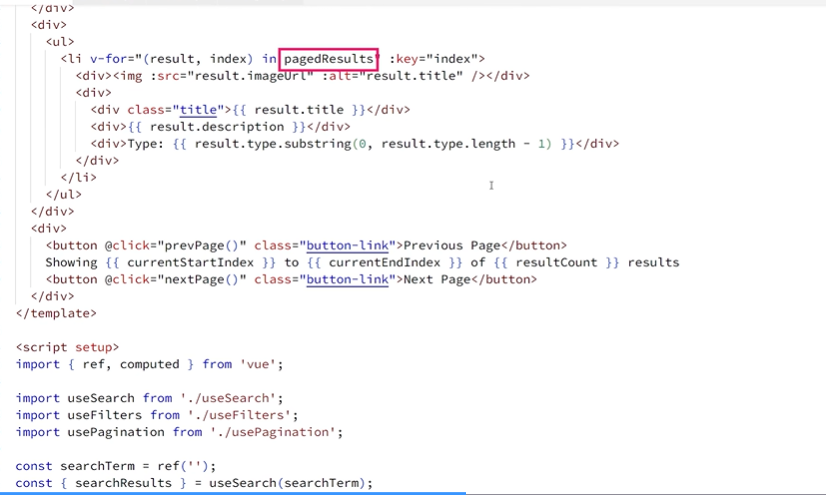 </div>
<div>
<ul>
<li v-for="(result, index) in pagedResults" :key="index">
<div><img :src="result.imageUrl" :alt="result.title" /></div>
<div>
<div class="title">{{ result.title }}</div>
<div>{{ result.description }}</div>
<div>Type: {{ result.type.substring(0, result.type.length - 1) }}</div>
</div>
</li>
</ul>
</div>
<div>
<button @click="prevPage()" class="button-link">Previous Page</button>
Showing {{ currentStartIndex }} to {{ currentEndIndex }} of {{ resultCount }} results
<button @click="nextPage()" class="button-link">Next Page</button>
</div>
</template>
<script setup>
import { ref, computed } from 'vue';
import useSearch from './useSearch';
import useFilters from './useFilters';
import usePagination from './usePagination';
const searchTerm = ref('');
const { searchResults } = useSearch(searchTerm);